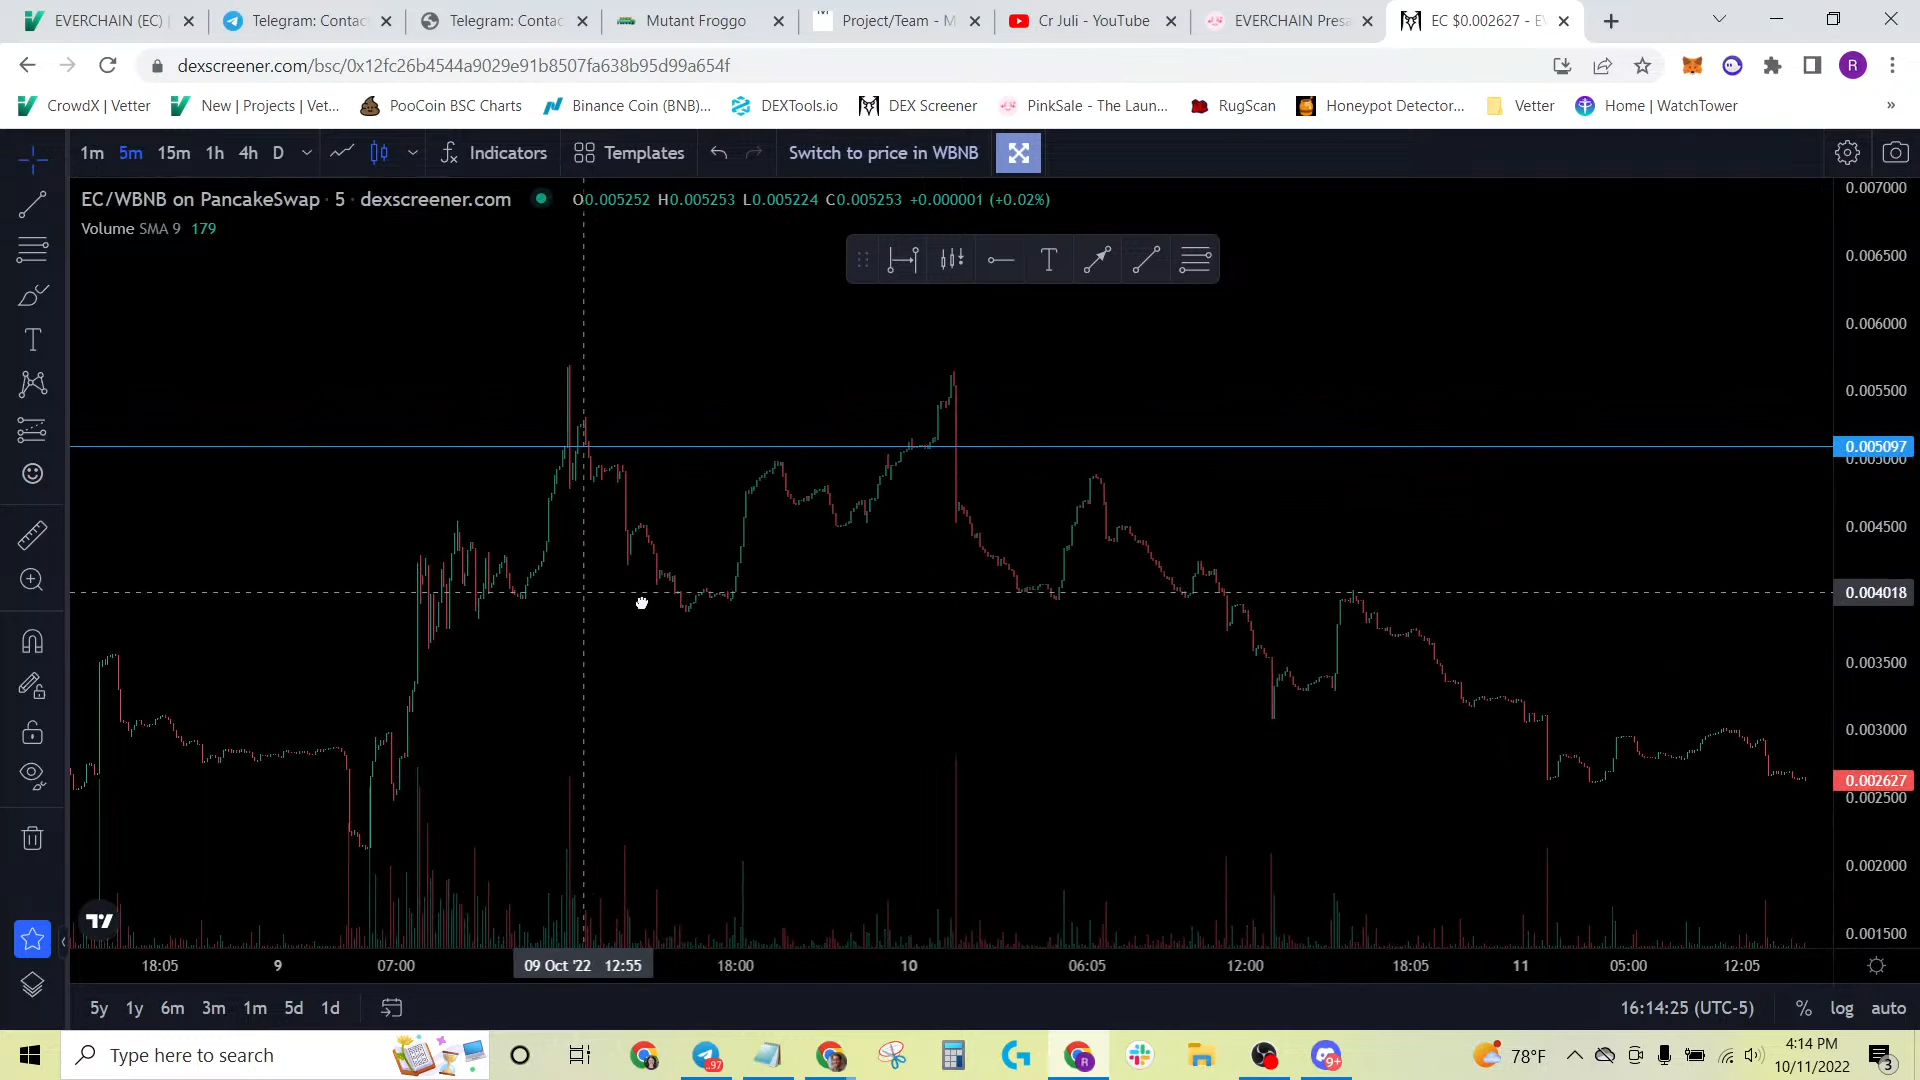 EVERCHAIN (EC) |
Telegram: Contac
Telegram: Contac
Mutant Froggo
Project/Team - M
Cr Juli - YouTube
EVERCHAIN Presa
EC $0.002627 - EV
dexscreener.com/bsc/0x12fc26b4544a9029e91b8507fa638b95d99a654f
R
CrowdX | Vetter
New | Projects | Vet...
PooCoin BSC Charts
Binance Coin (BNB)...
DEXTools.io
DEX Screener
PinkSale - The Laun...
RugScan
Honeypot Detector...
Vetter
Home | WatchTower
»
1m 5m 15m 1h 4h D
Indicators
Templates
Switch to price in WBNB
EC/WBNB on PancakeSwap · 5 · dexscreener.com
O0.005252 H0.005253 L0.005224 C0.005253 +0.000001 (+0.02%)
Volume SMA 9 179
T
T
0.007000
0.006500
0.006000
0.005500
0.005097
0.005000
0.004500
0.004018
0.003500
0.003000
0.002627
0.002500
0.002000
0.001500
18:05 9 07:00 09 Oct '22 12:55 18:00 10 06:05 12:00 18:05 11 05:00 12:05
5y 1y 6m 3m 1m 5d 1d
16:14:25 (UTC-5) % log auto
Type here to search
97
R
9+
78°F
4:14 PM
10/11/2022
3